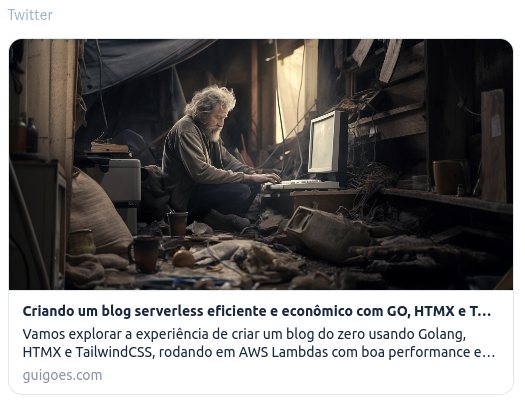 Twitter
Criando um blog serverless eficiente e econômico com GO, HTMX e T...
Vamos explorar a experiência de criar um blog do zero usando Golang,
HTMX e TailwindCSS, rodando em AWS Lambdas com boa performance e...
guigoes.com